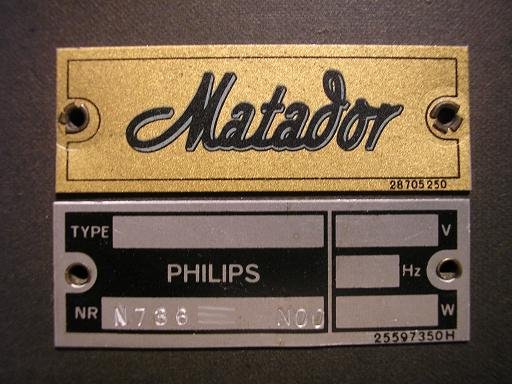 Matador
28705250
TYPE V
PHILIPS Hz
NR N736 N00 W
25597350H